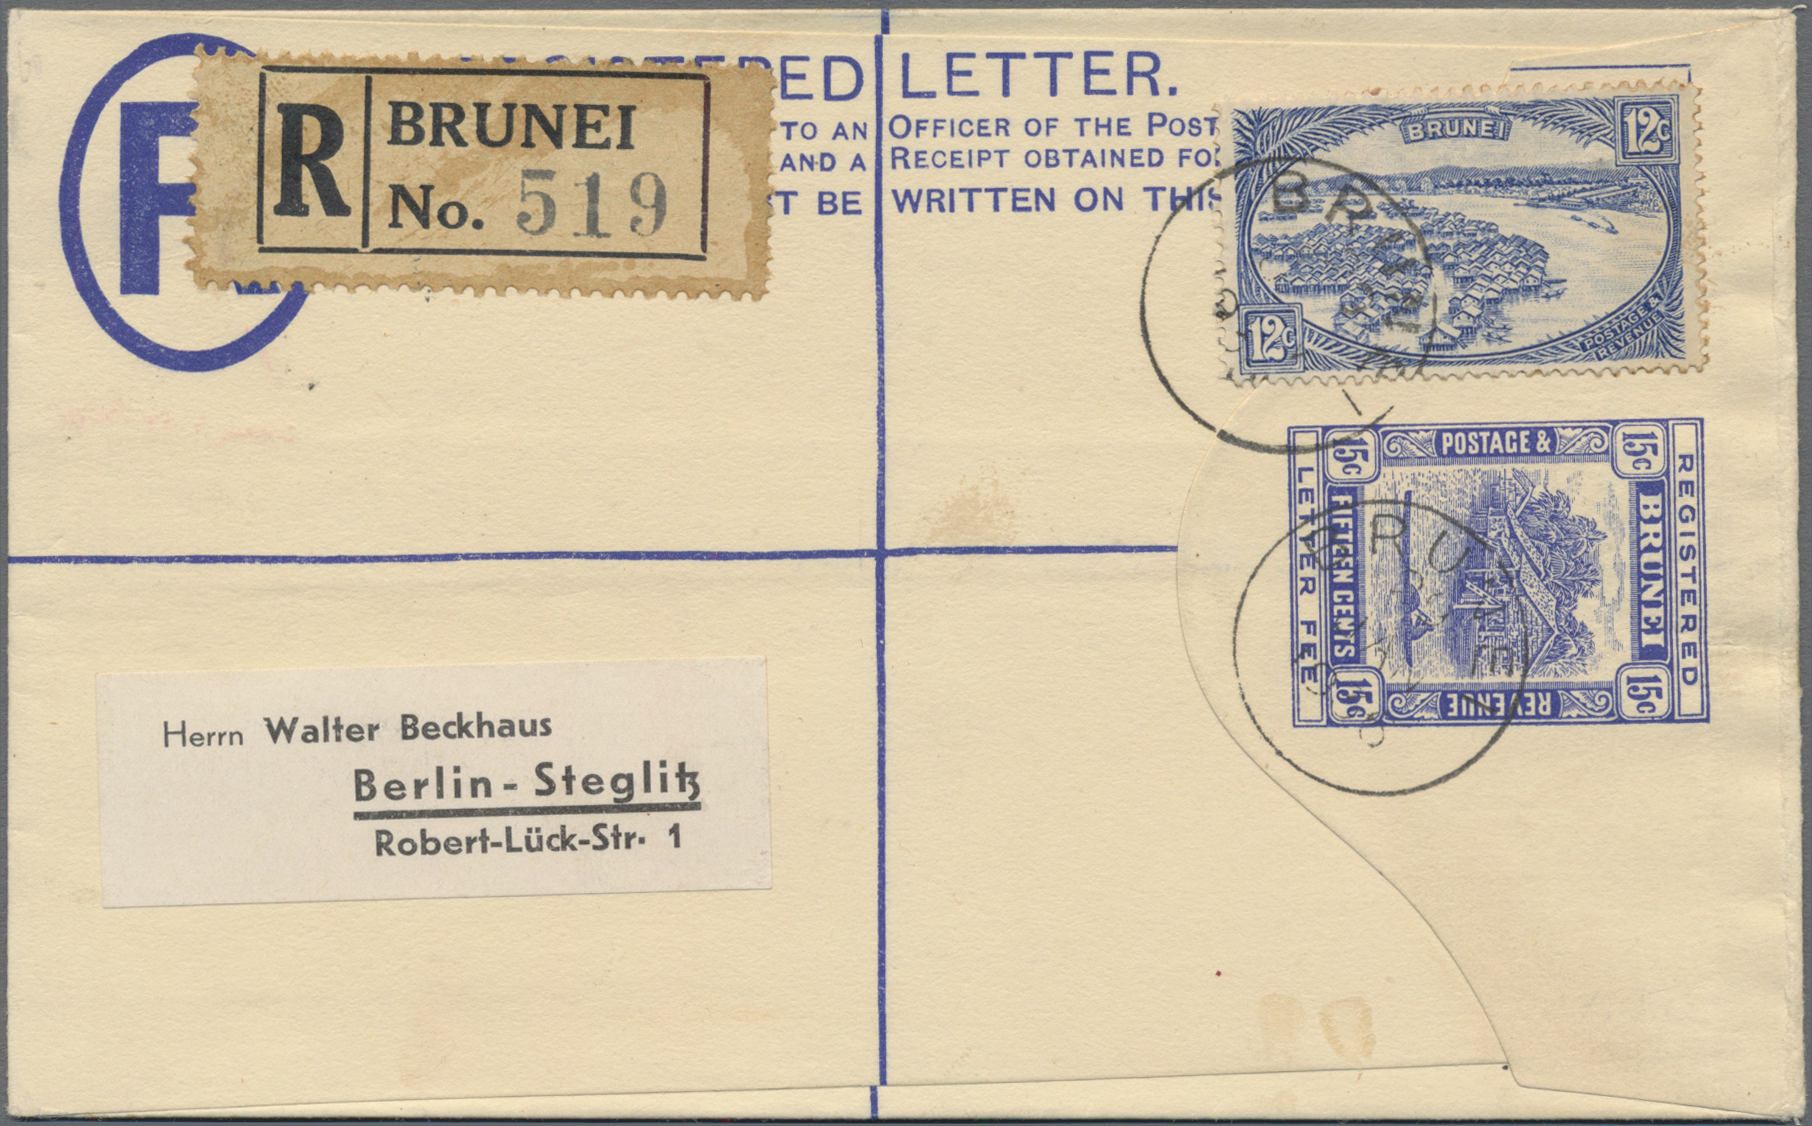 R
BRUNEI
No. 519
ED LETTER.
TO AN OFFICER OF THE POST
AND A RECEIPT OBTAINED
T BE WRITTEN ON THIS
BRUNEI
12c
12c
POSTAGE &
REVENUE
POSTAGE &
15c
15c
REGISTERED
BRUNEI
FIFTEEN CENTS
LETTER FEE
15c
15c
REVENUE
Herrn Walter Beckhaus
Berlin-Steglitz
Robert-Lück-Str. 1